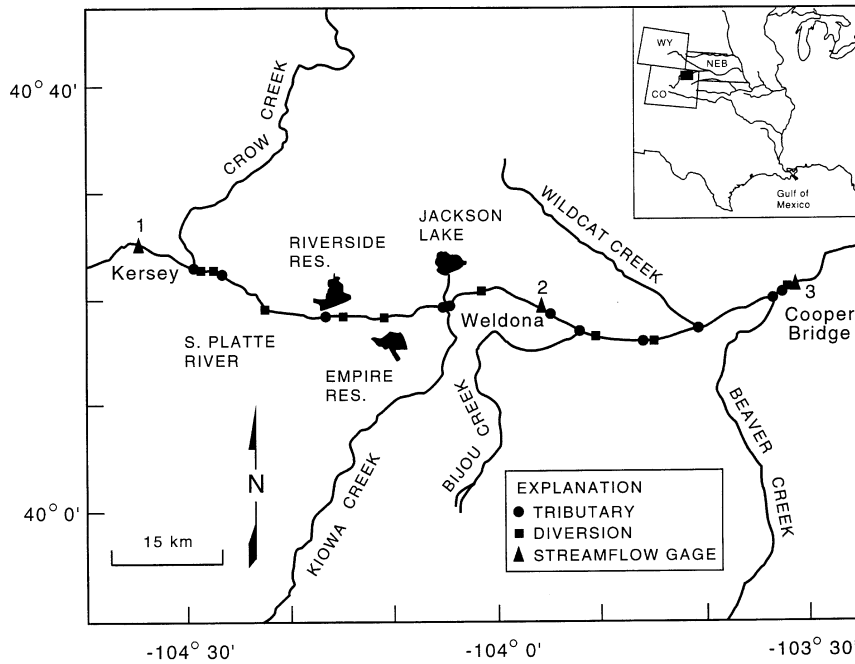 40° 40'
CROW CREEK
WY
NEB
CO
Gulf of
Mexico
1
Kersey
RIVERSIDE
RES.
JACKSON
LAKE
WILDCAT CREEK
2
Weldona
3
Cooper
Bridge
S. PLATTE
RIVER
EMPIRE
RES.
BIJOU CREEK
BEAVER CREEK
KIOWA CREEK
N
40° 0'
15 km
EXPLANATION
TRIBUTARY
DIVERSION
STREAMFLOW GAGE
-104° 30'
-104° 0'
-103° 30'